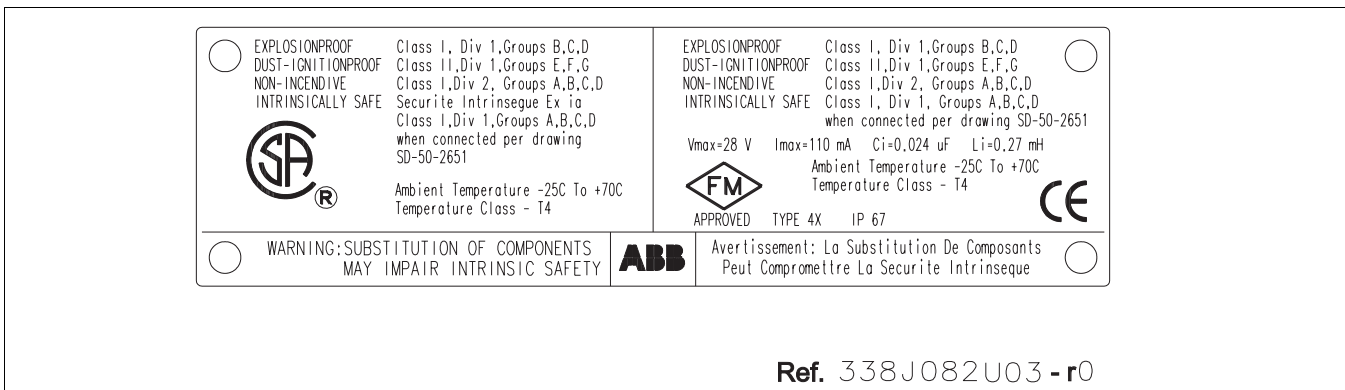 EXPLOSIONPROOF Class I, Div 1,Groups B,C,D
DUST-IGNITIONPROOF Class II,Div 1,Groups E,F,G
NON-INCENDIVE Class I,Div 2, Groups A,B,C,D
INTRINSICALLY SAFE Securite Intrinseque Ex ia
Class I,Div 1,Groups A,B,C,D
when connected per drawing
SD-50-2651
Ambient Temperature -25C To +70C
Temperature Class - T4
SA
®
EXPLOSIONPROOF Class I, Div 1,Groups B,C,D
DUST-IGNITIONPROOF Class II,Div 1,Groups E,F,G
NON-INCENDIVE Class I,Div 2, Groups A,B,C,D
INTRINSICALLY SAFE Class I, Div 1, Groups A,B,C,D
when connected per drawing SD-50-2651
Vmax=28 V Imax=110 mA Ci=0,024 uF Li=0,27 mH
Ambient Temperature -25C To +70C
Temperature Class - T4
FM
CE
APPROVED TYPE 4X IP 67
WARNING:SUBSTITUTION OF COMPONENTS
MAY IMPAIR INTRINSIC SAFETY
ABB
Avertissement: La Substitution De Composants
Peut Compromettre La Securite Intrinseque
Ref. 338J082U03 - r0